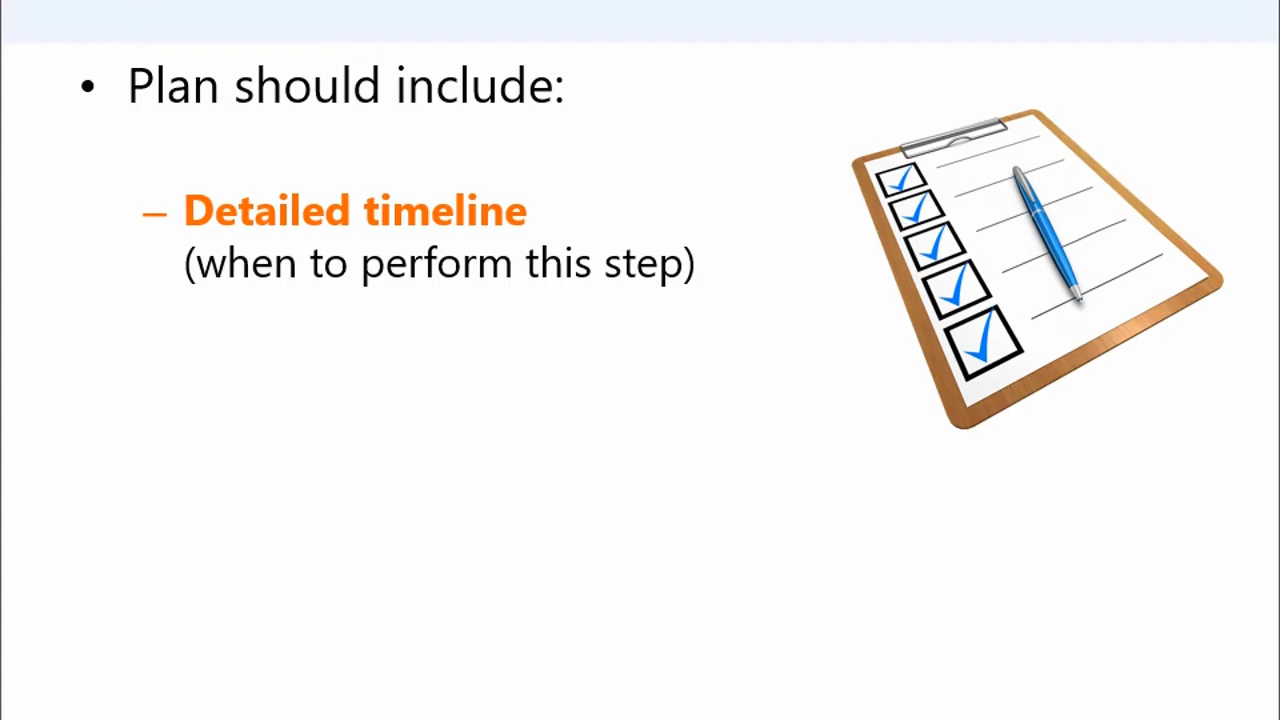 • Plan should include:
– Detailed timeline
(when to perform this step)